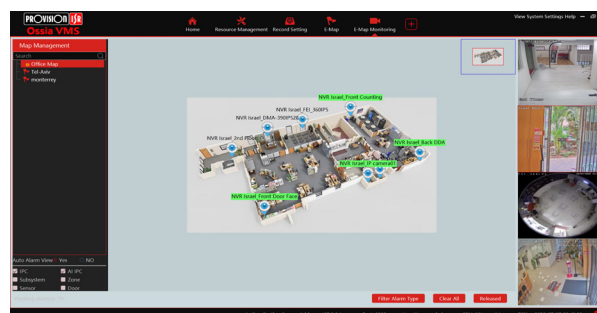 PROVISION ISR
Ossia VMS
Home
Resource Management
Record Setting
E-Map
E-Map Monitoring
View System Settings Help
Map Management
Search
Office Map
Tel-Aviv
monterrey
NVR Israel_Front Counting
NVR Israel_FEI_360IP5
NVR Israel_DMA-390IPS28
NVR Israel_2nd
NVR Israel_Back DDA
NVR Israel_IP camera01
NVR Israel_Front Door Face
Auto Alarm View
Yes
NO
IPC
AI IPC
Subsystem
Zone
Sensor
Door
Filter Alarm Type
Clear All
Released